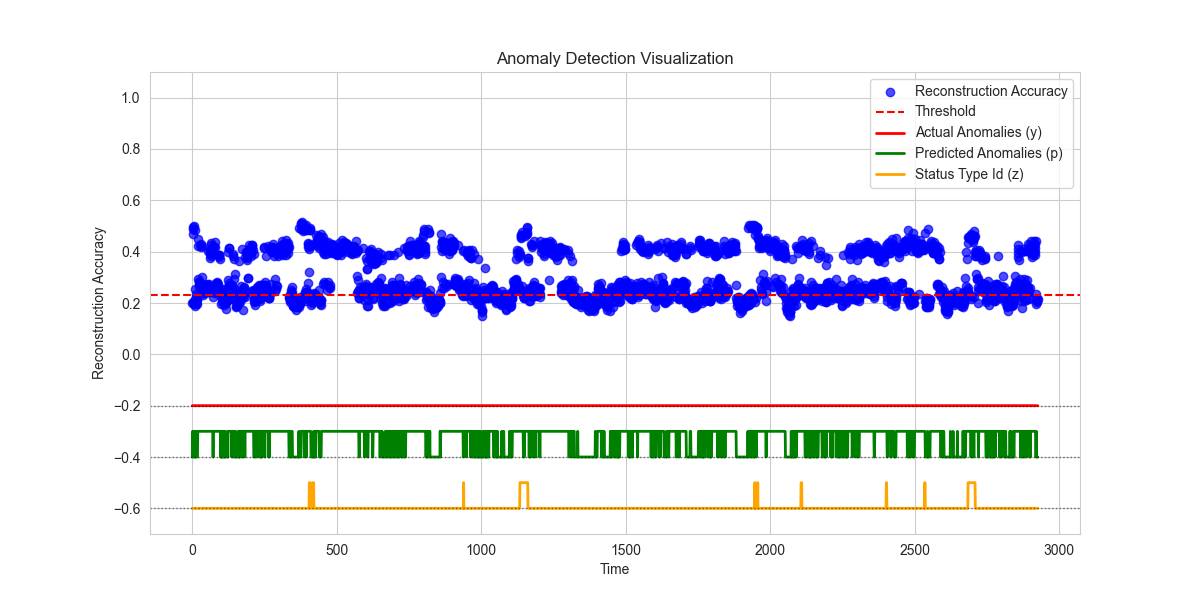 Anomaly Detection Visualization
Reconstruction Accuracy
Threshold
Actual Anomalies (y)
Predicted Anomalies (p)
Status Type Id (z)
Reconstruction Accuracy
1.0
0.8
0.6
0.4
0.2
0.0
−0.2
−0.4
−0.6
0 500 1000 1500 2000 2500 3000
Time